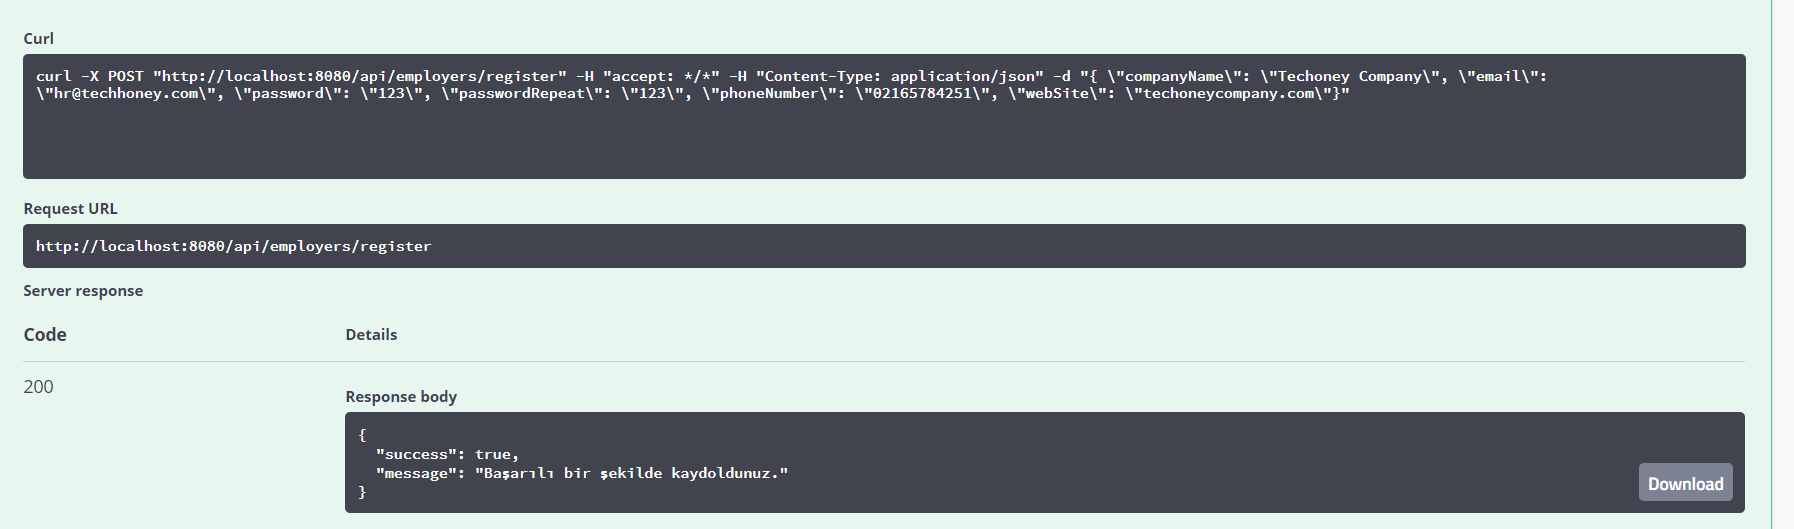 Curl
curl -X POST "http://localhost:8080/api/employers/register" -H "accept: */*" -H "Content-Type: application/json" -d "{ \"companyName\": \"Techoney Company\", \"email\":
\"hr@techhoney.com\", \"password\": \"123\", \"passwordRepeat\": \"123\", \"phoneNumber\": \"02165784251\", \"webSite\": \"techoneycompany.com\"}"
Request URL
http://localhost:8080/api/employers/register
Server response
Code Details
200
Response body
{
"success": true,
"message": "Başarılı bir şekilde kaydoldunuz."
}
Download